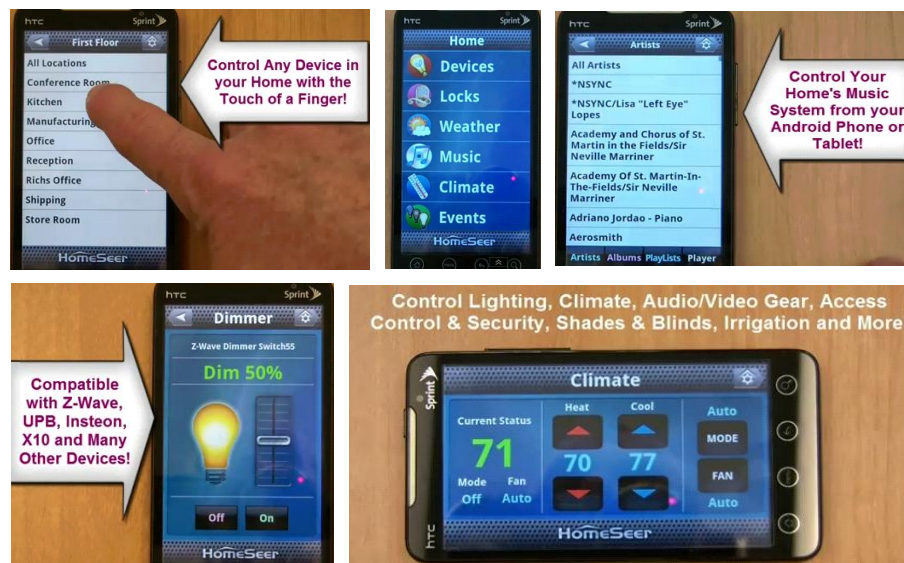 hTC Sprint
First Floor
All Locations
Conference Room
Kitchen
Manufacturing
Office
Reception
Richs Office
Shipping
Store Room
HomeSeer
Control Any Device in
your Home with the
Touch of a Finger!
hTC Sprint
Home
Devices
Locks
Weather
Music
Climate
Events
HomeSeer
hTC Sprint
Artists
All Artists
*NSYNC
*NSYNC/Lisa "Left Eye"
Lopes
Academy and Chorus of St.
Martin in the Fields/Sir
Neville Marriner
Academy Of St. Martin-In-
The-Fields/Sir Neville
Marriner
Adriano Jordao - Piano
Aerosmith
Artists Albums PlayLists Player
Control Your
Home's Music
System from your
Android Phone or
Tablet!
Compatible
with Z-Wave,
UPB, Insteon,
X10 and Many
Other Devices!
hTC Sprint
Dimmer
Z-Wave Dimmer Switch55
Dim 50%
Off On
HomeSeer
Control Lighting, Climate, Audio/Video Gear, Access
Control & Security, Shades & Blinds, Irrigation and More
Sprint
hTC
Climate
Current Status
71
Mode Fan
Off Auto
Heat Cool
70 77
Auto
MODE
FAN
Auto
HomeSeer